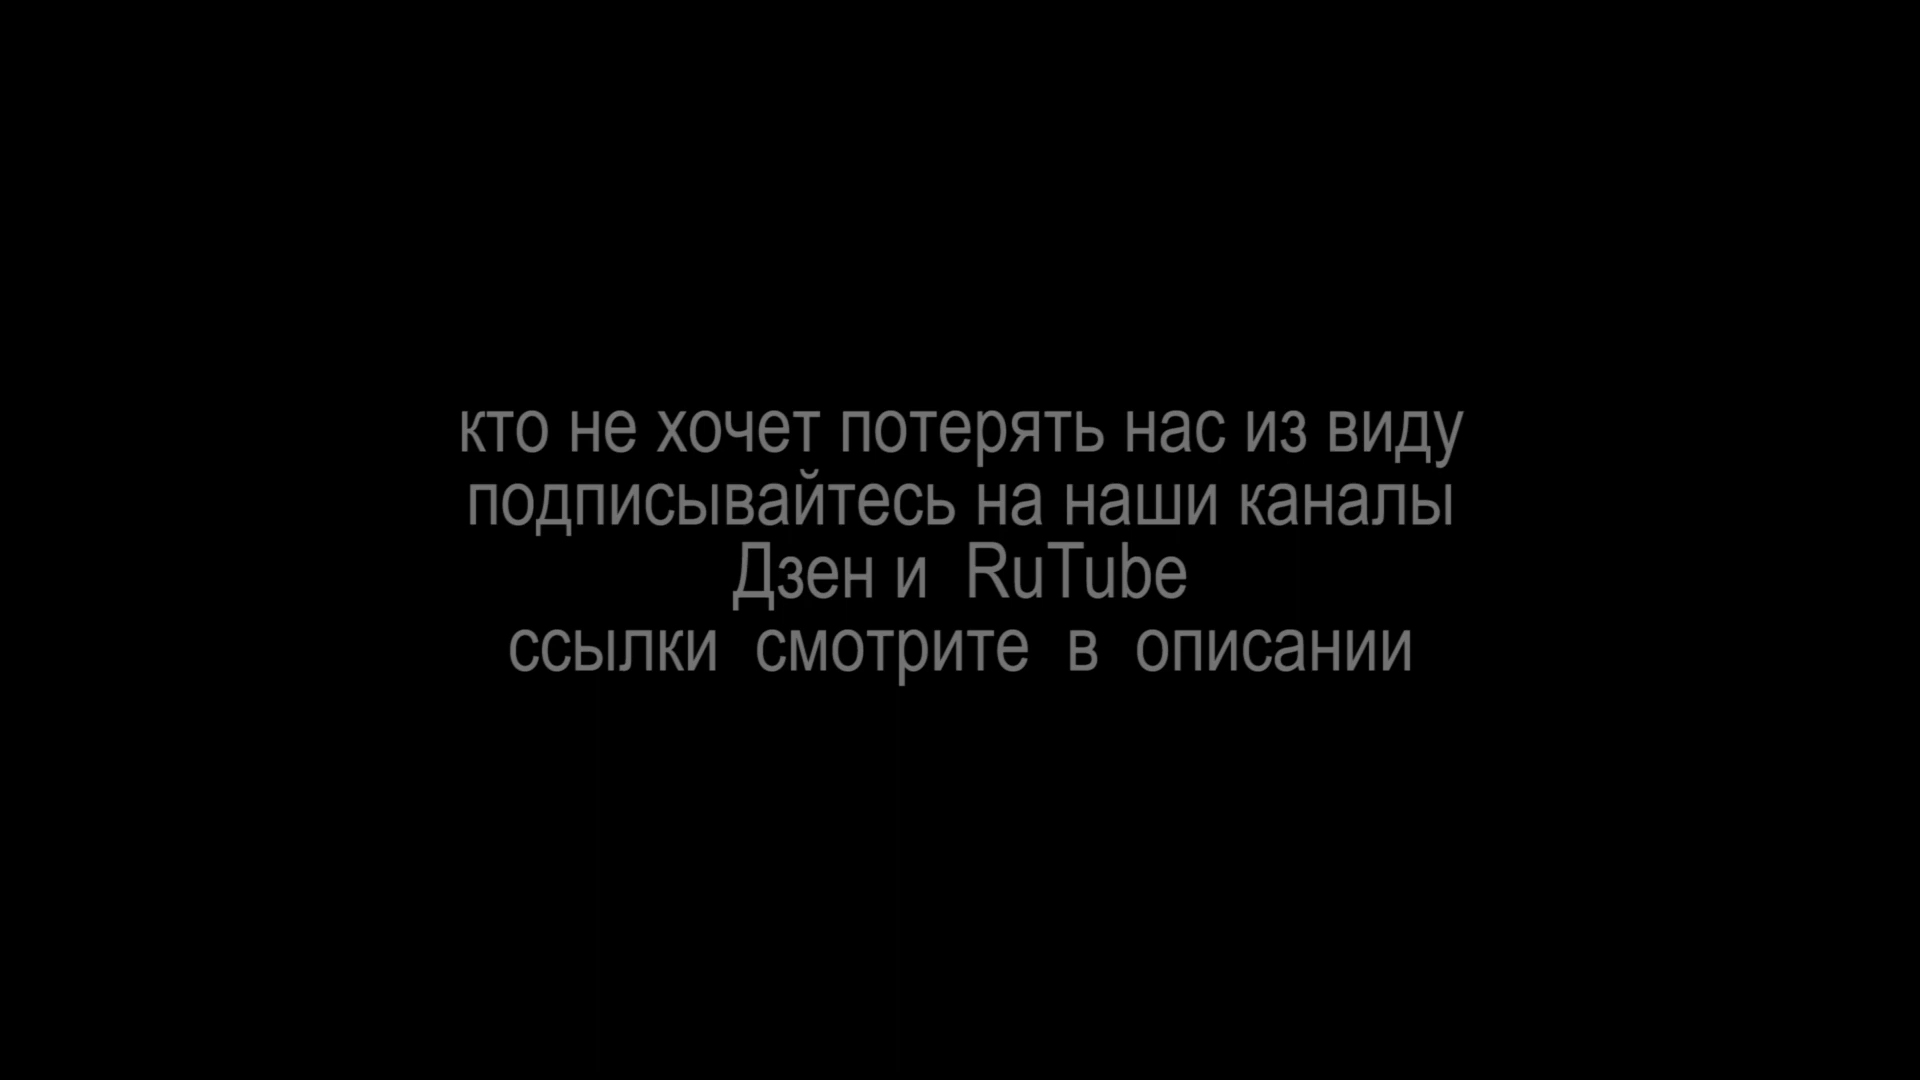 кто не хочет потерять нас из виду
подписывайтесь на наши каналы
Дзен и  RuTube
ссылки  смотрите  в  описании